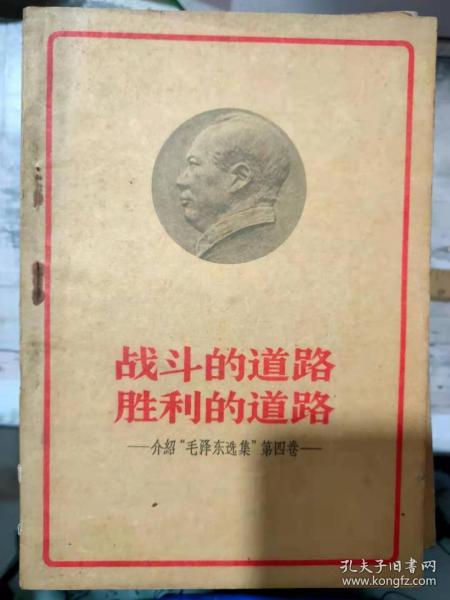 战斗的道路
胜利的道路
——介紹“毛泽东选集”第四卷——
孔夫子旧书网
www.kongfz.com